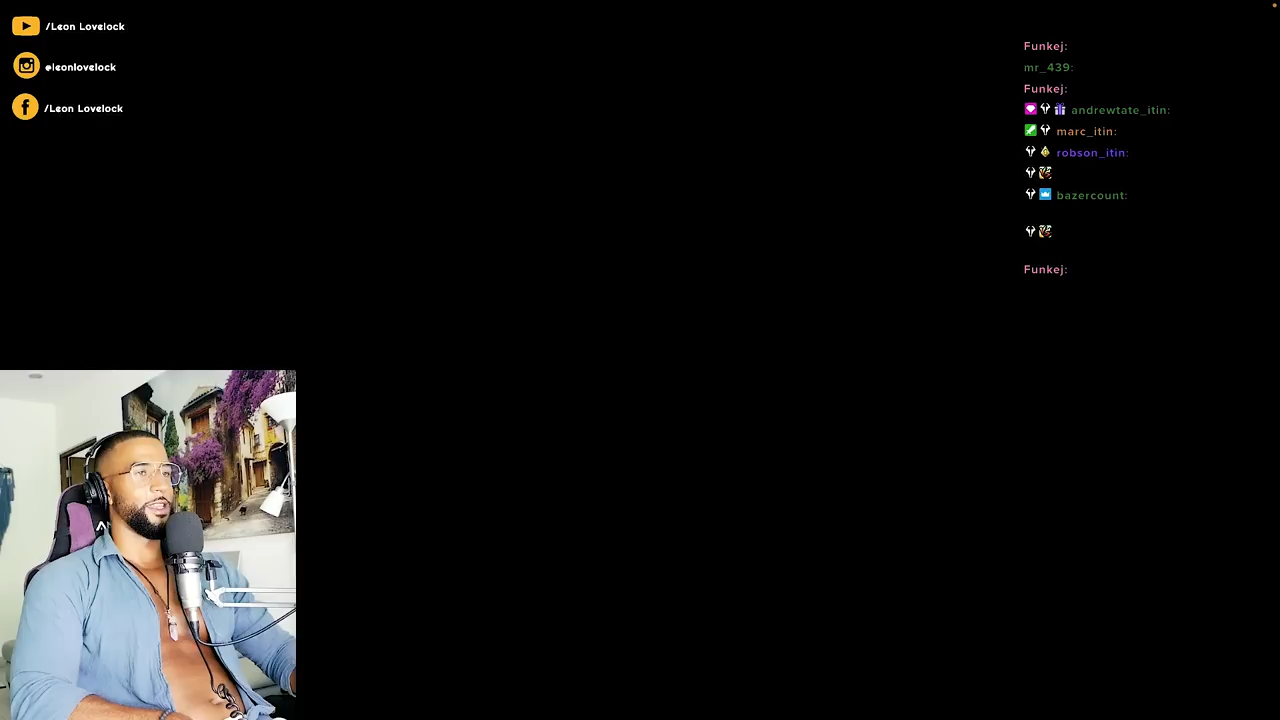 /Leon Lovelock
@leonlovelock
/Leon Lovelock
Funkej:
mr_439:
Funkej:
andrewtate_itin:
marc_itin:
robson_itin:
bazercount:
Funkej: